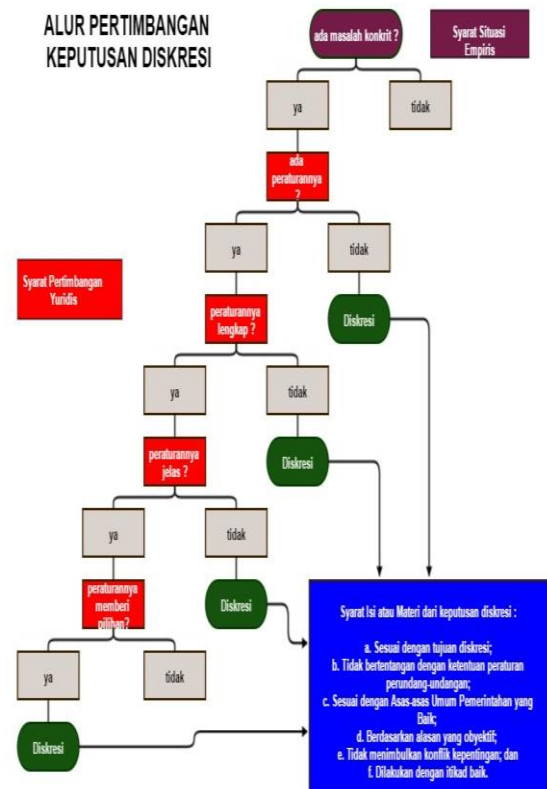 ALUR PERTIMBANGAN
KEPUTUSAN DISKRESI
ada masalah konkrit ?
Syarat Situasi
Empiris
ya
tidak
ada
peraturannya
?
ya
tidak
Syarat Pertimbangan
Yuridis
peraturannya
lengkap ?
Diskresi
ya
tidak
peraturannya
jelas ?
Diskresi
ya
tidak
peraturannya
memberi
pilihan?
Diskresi
ya
tidak
Diskresi
Syarat Isi atau Materi dari keputusan diskresi :
a. Sesuai dengan tujuan diskresi;
b. Tidak bertentangan dengan ketentuan peraturan
perundang-undangan;
c. Sesuai dengan Asas-asas Umum Pemerintahan yang
Baik;
d. Berdasarkan alasan yang obyektif;
e. Tidak menimbulkan konflik kepentingan; dan
f. Dilakukan dengan itikad baik.